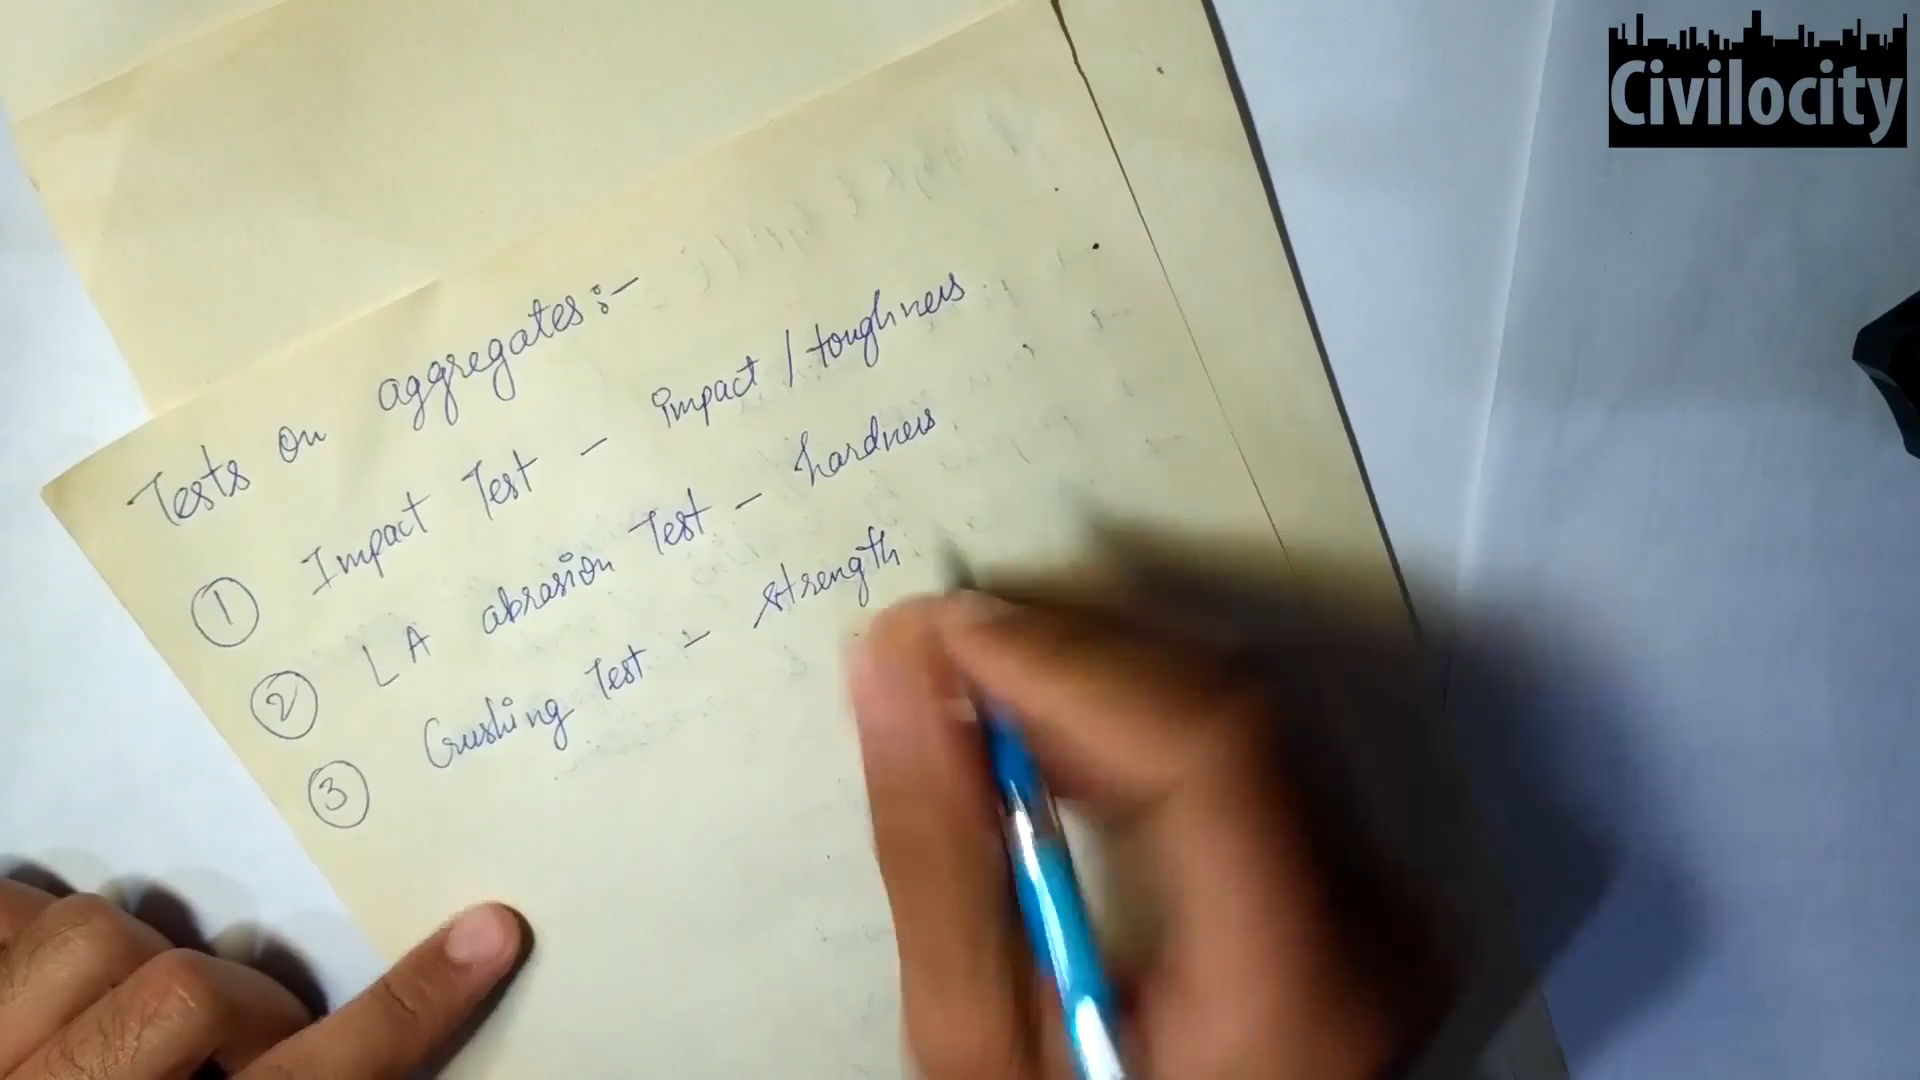 Civilocity
Tests on aggregates:-
1 Impact Test - impact / toughness
2 LA abrasion Test - hardness
3 Crushing Test - strength